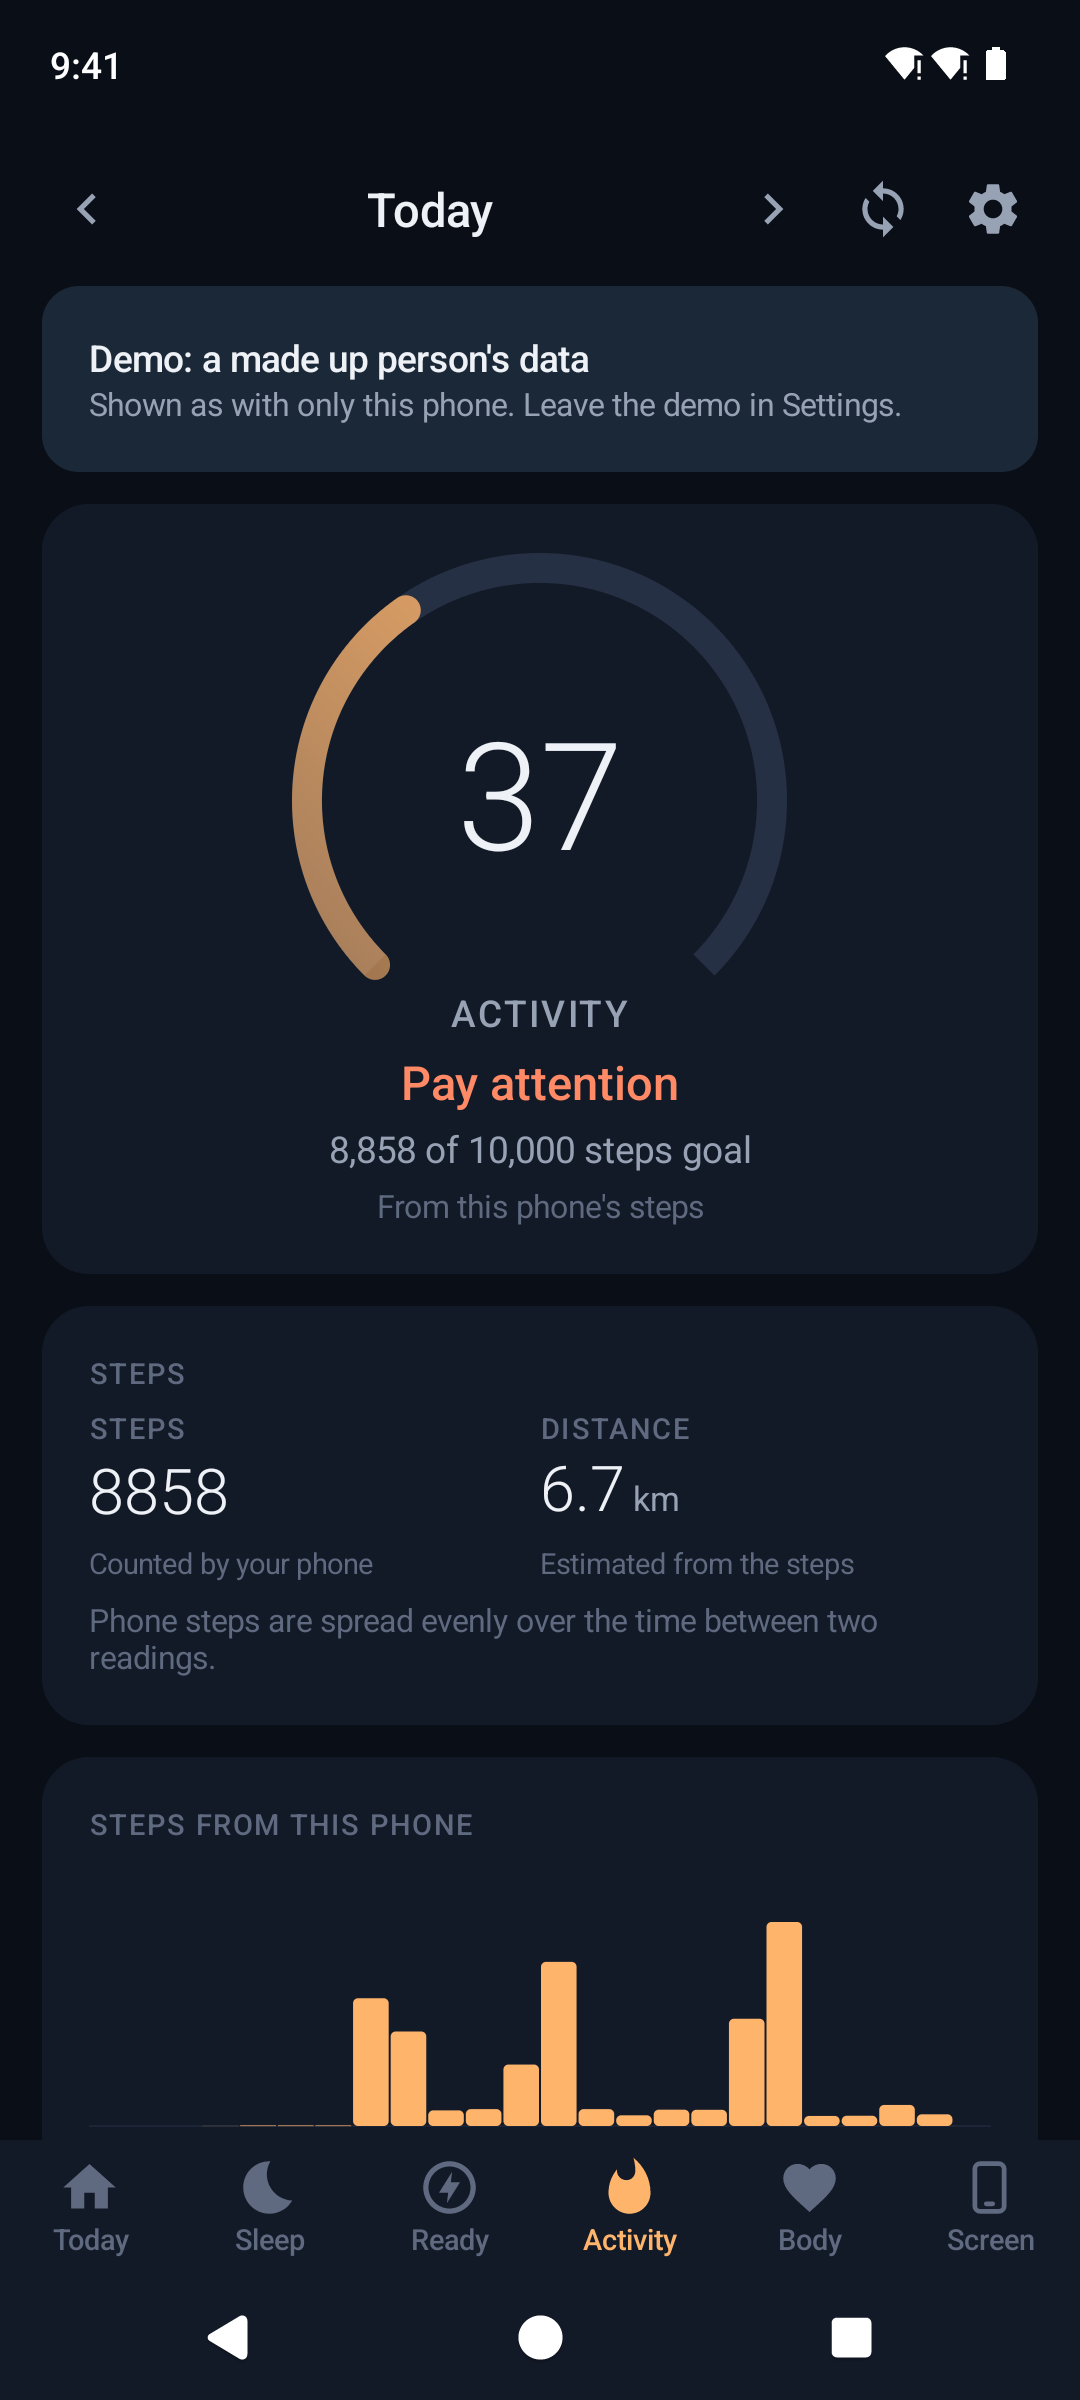 9:41
Today
Demo: a made up person's data
Shown as with only this phone. Leave the demo in Settings.
37
ACTIVITY
Pay attention
8,858 of 10,000 steps goal
From this phone's steps
STEPS
STEPS
DISTANCE
8858
6.7 km
Counted by your phone
Estimated from the steps
Phone steps are spread evenly over the time between two
readings.
STEPS FROM THIS PHONE
Today
Sleep
Ready
Activity
Body
Screen